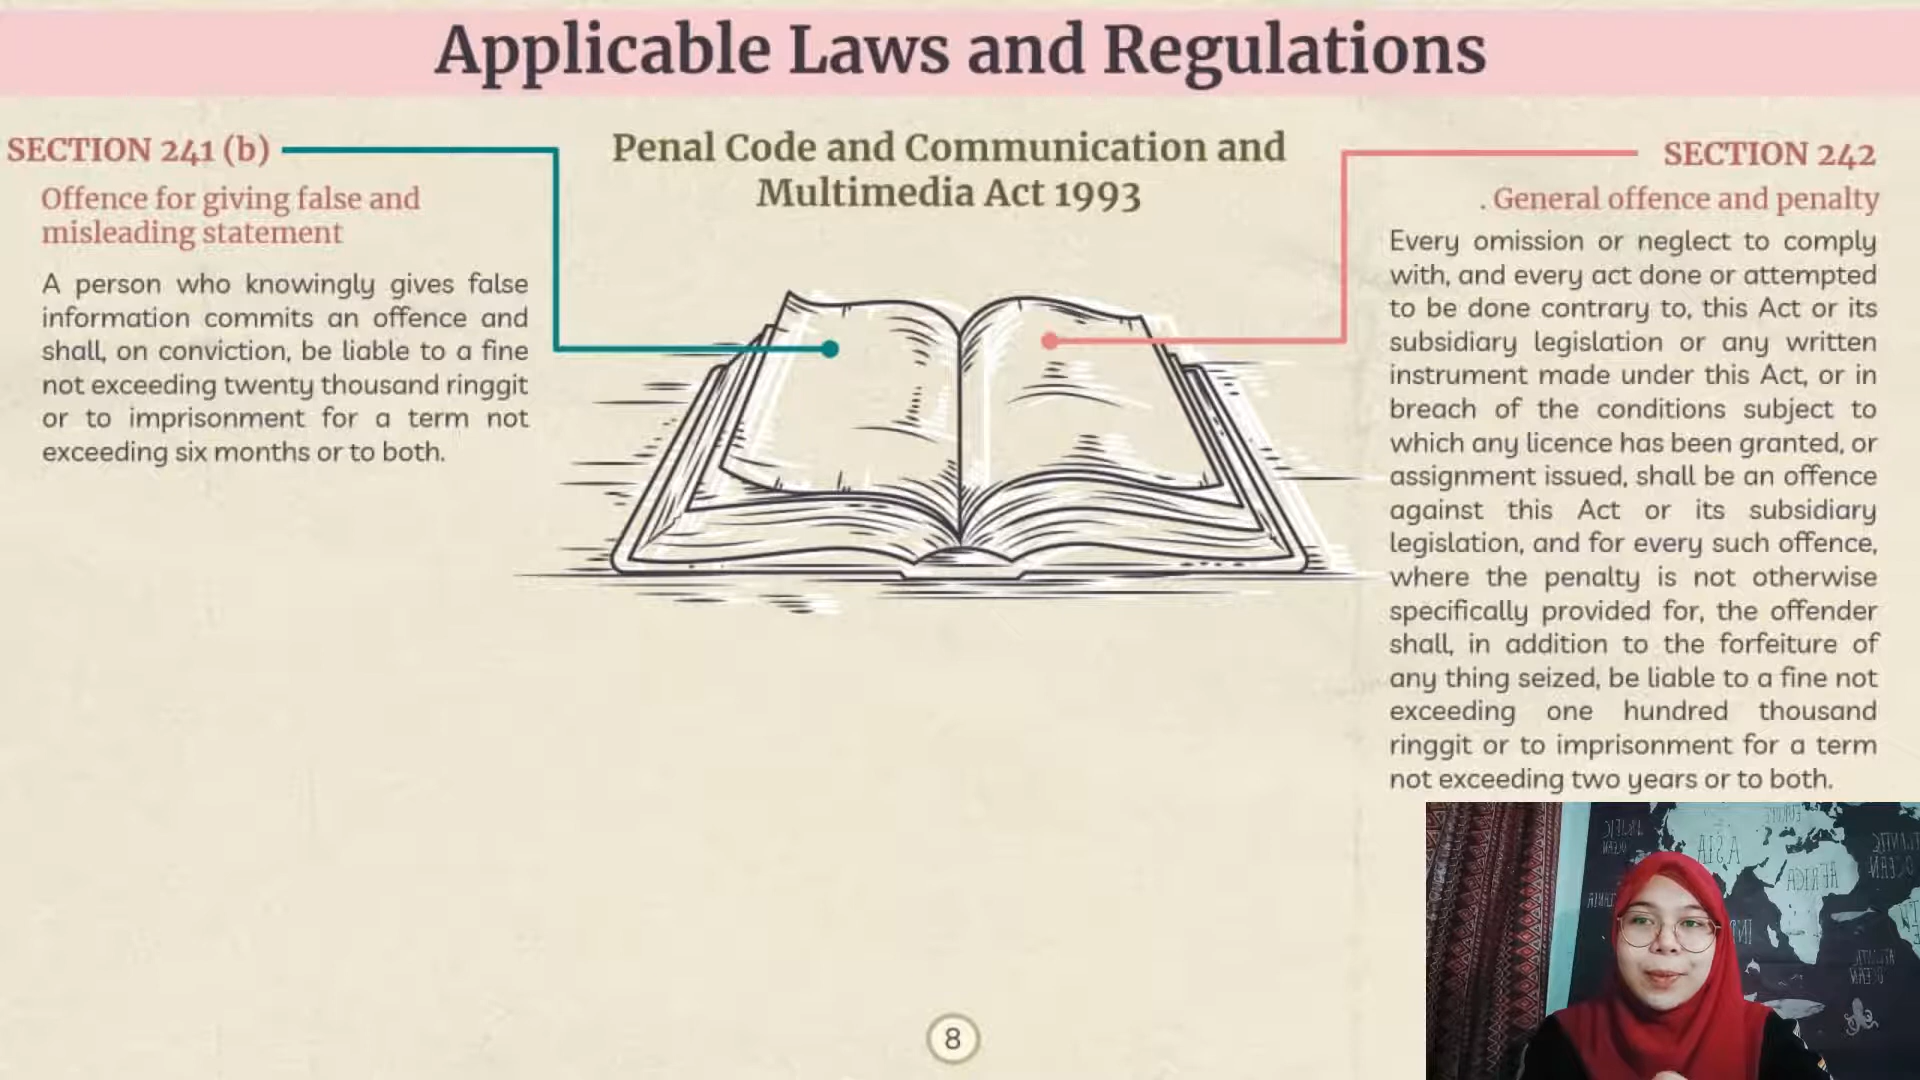 Applicable Laws and Regulations
SECTION 241 (b)
Offence for giving false and
misleading statement
A person who knowingly gives false
information commits an offence and
shall, on conviction, be liable to a fine
not exceeding twenty thousand ringgit
or to imprisonment for a term not
exceeding six months or to both.
Penal Code and Communication and
Multimedia Act 1993
SECTION 242
. General offence and penalty
Every omission or neglect to comply
with, and every act done or attempted
to be done contrary to, this Act or its
subsidiary legislation or any written
instrument made under this Act, or in
breach of the conditions subject to
which any licence has been granted, or
assignment issued, shall be an offence
against this Act or its subsidiary
legislation, and for every such offence,
where the penalty is not otherwise
specifically provided for, the offender
shall, in addition to the forfeiture of
any thing seized, be liable to a fine not
exceeding one hundred thousand
ringgit or to imprisonment for a term
not exceeding two years or to both.
EUROPE
ASIA
AFRICA
OCEAN
8